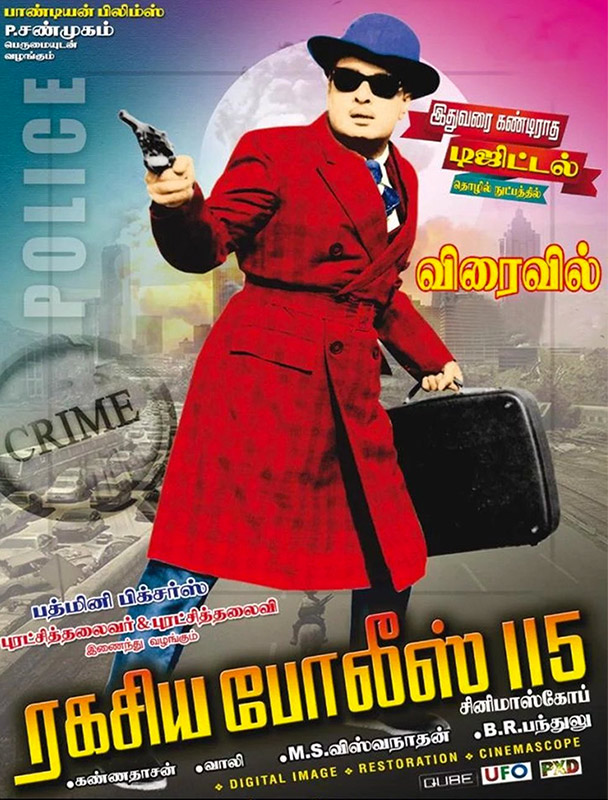 பாண்டியன் பிலிம்ஸ்
P.சண்முகம்
பெருமையுடன்
வழங்கும்
POLICE
இதுவரை கண்டிராத
டிஜிட்டல்
தொழில் நுட்பத்தில்
விரைவில்
CRIME
பத்மினி பிக்சர்ஸ்
புரட்சித்தலைவர்&புரட்சித்தலைவி
இணைந்து வழங்கும்
ரகசிய போலீஸ் 115
சினிமாஸ்கோப்
•கண்ணதாசன் •வாலி •M.S.விஸ்வநாதன் •B.R.பந்துலு
❖ DIGITAL IMAGE ❖ RESTORATION ❖ CINEMASCOPE
QUBE UFO PXD